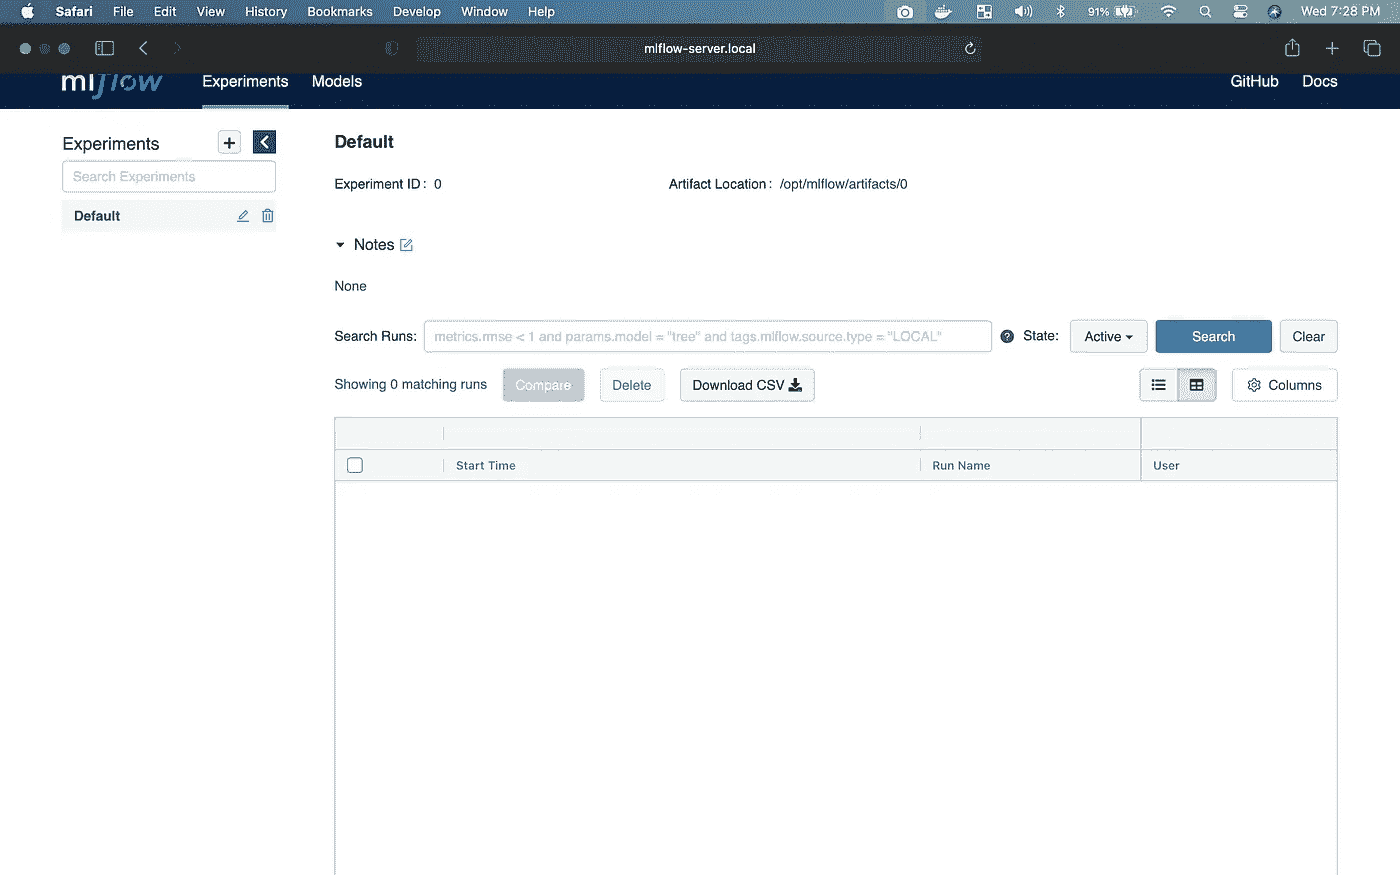 Safari File Edit View History Bookmarks Develop Window Help 91% Wed 7:28 PM
mlflow-server.local
mlflow Experiments Models GitHub Docs
Experiments
Search Experiments
Default
Default
Experiment ID: 0 Artifact Location: /opt/mlflow/artifacts/0
Notes
None
Search Runs: metrics.rmse < 1 and params.model = "tree" and tags.mlflow.source.type = "LOCAL" ? State: Active Search Clear
Showing 0 matching runs Compare Delete Download CSV Columns
Start Time Run Name User